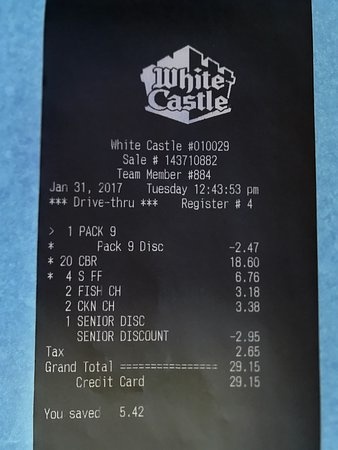 White
Castle
White Castle #010029
Sale # 143710882
Team Member #884
Jan 31, 2017 Tuesday 12:43:53 pm
*** Drive-thru *** Register # 4
> 1 PACK 9
* Pack 9 Disc -2.47
* 20 CBR 18.60
* 4 S FF 6.76
2 FISH CH 3.18
2 CKN CH 3.38
1 SENIOR DISC
SENIOR DISCOUNT -2.95
Tax 2.65
Grand Total ================ 29.15
Credit Card 29.15
You saved 5.42